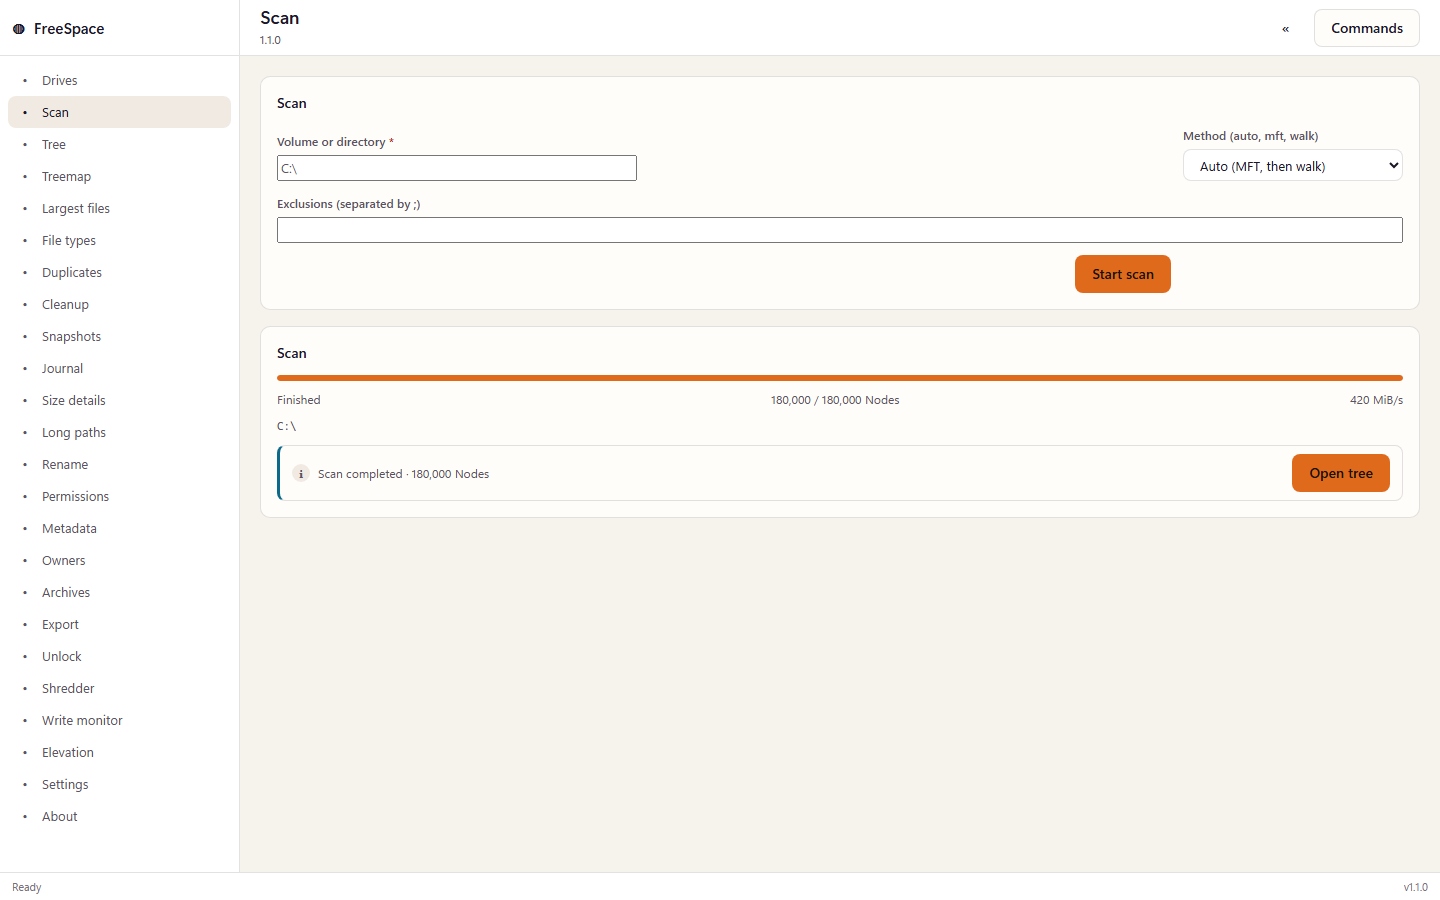 FreeSpace
Scan
1.1.0
«
Commands
• Drives
• Scan
• Tree
• Treemap
• Largest files
• File types
• Duplicates
• Cleanup
• Snapshots
• Journal
• Size details
• Long paths
• Rename
• Permissions
• Metadata
• Owners
• Archives
• Export
• Unlock
• Shredder
• Write monitor
• Elevation
• Settings
• About
Scan
Volume or directory *
C:\
Method (auto, mft, walk)
Auto (MFT, then walk)
Exclusions (separated by ;)
Start scan
Scan
Finished 180,000 / 180,000 Nodes 420 MiB/s
C:\
i Scan completed · 180,000 Nodes
Open tree
Ready
v1.1.0